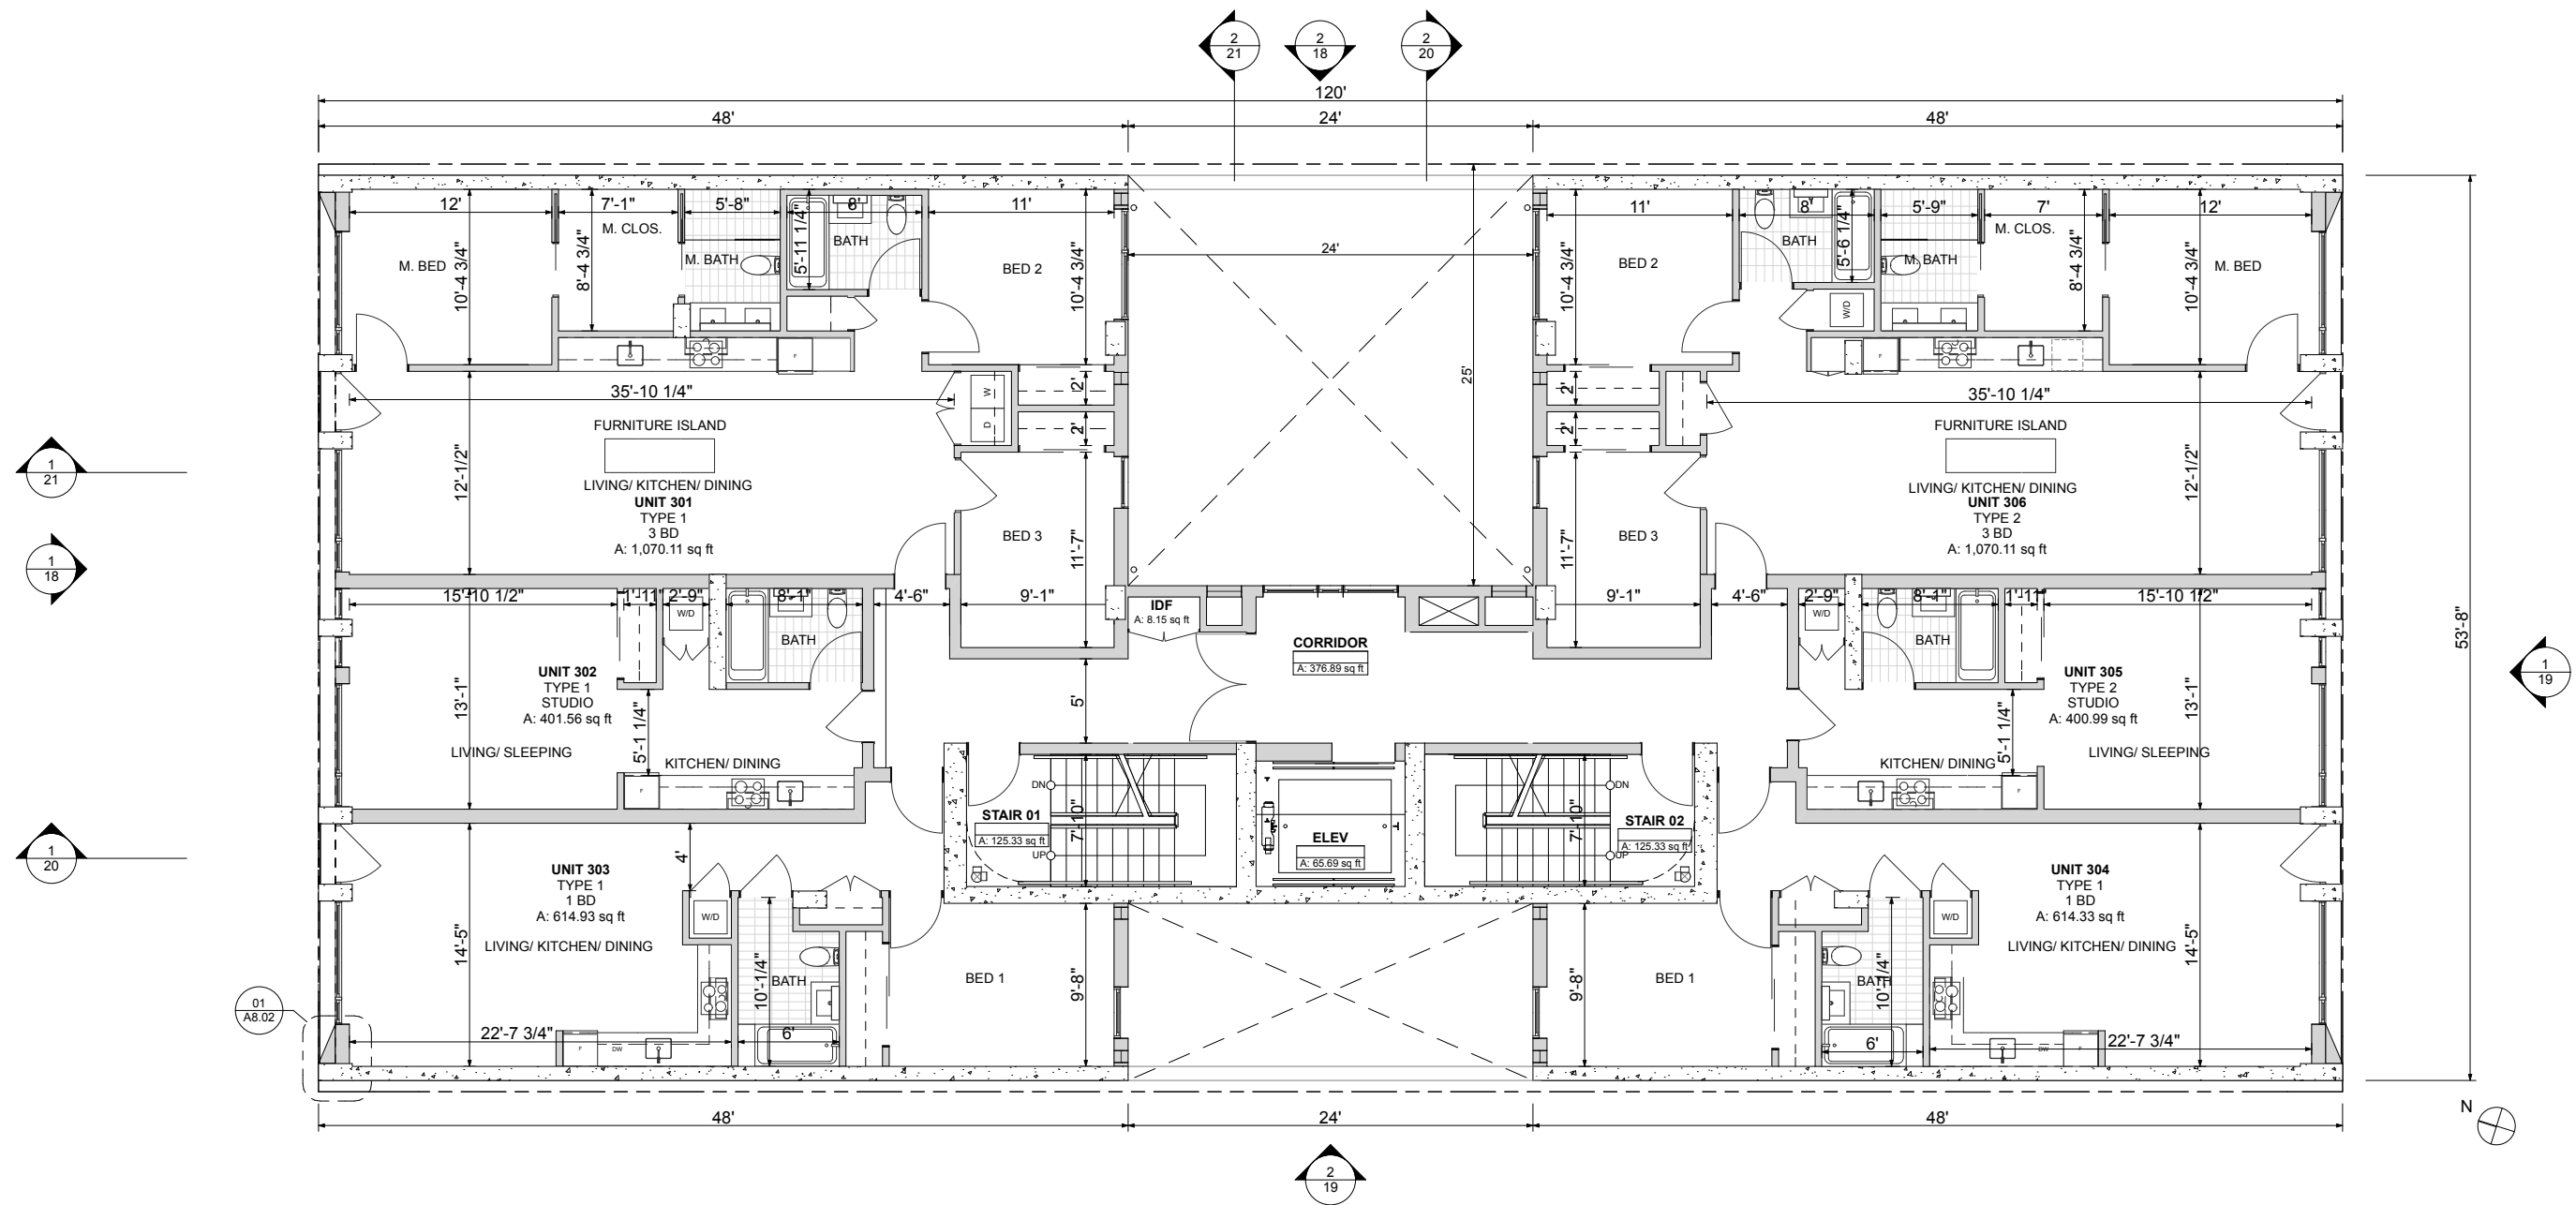 2
21
2
18
2
20
120'
48'
24'
48'
12'
7'-1"
5'-8"
8'
11'
M. CLOS.
M. BED
M. BATH
BATH
BED 2
10'-4 3/4"
8'-4 3/4"
5'-11 1/4"
10'-4 3/4"
24'
25'
11'
8'
5'-9"
7'
12'
BED 2
BATH
M. BATH
M. CLOS.
M. BED
10'-4 3/4"
5'-6 1/4"
8'-4 3/4"
10'-4 3/4"
W/D
F
F
35'-10 1/4"
W
D
2'
2'
2'
2'
35'-10 1/4"
FURNITURE ISLAND
LIVING/ KITCHEN/ DINING
UNIT 301
TYPE 1
3 BD
A: 1,070.11 sq ft
12'-1/2"
BED 3
11'-7"
BED 3
11'-7"
FURNITURE ISLAND
LIVING/ KITCHEN/ DINING
UNIT 306
TYPE 2
3 BD
A: 1,070.11 sq ft
12'-1/2"
1
21
1
18
1
20
53'-8"
1
19
15'-10 1/2"
1'-11"
2'-9"
8'-1"
4'-6"
9'-1"
9'-1"
4'-6"
2'-9"
8'-1"
1'-11"
15'-10 1/2"
IDF
A: 8.15 sq ft
CORRIDOR
A: 376.89 sq ft
W/D
BATH
W/D
BATH
UNIT 302
TYPE 1
STUDIO
A: 401.56 sq ft
LIVING/ SLEEPING
KITCHEN/ DINING
13'-1"
5'-1 1/4"
F
5'
UNIT 305
TYPE 2
STUDIO
A: 400.99 sq ft
LIVING/ SLEEPING
KITCHEN/ DINING
13'-1"
5'-1 1/4"
F
DN
STAIR 01
A: 125.33 sq ft
UP
7'-10"
ELEV
A: 65.69 sq ft
7'-10"
DN
STAIR 02
A: 125.33 sq ft
UP
4'
UNIT 303
TYPE 1
1 BD
A: 614.93 sq ft
LIVING/ KITCHEN/ DINING
14'-5"
W/D
BATH
10'-1/4"
BED 1
9'-8"
22'-7 3/4"
6'
F
DW
9'-8"
BED 1
BATH
10'-1/4"
W/D
UNIT 304
TYPE 1
1 BD
A: 614.33 sq ft
LIVING/ KITCHEN/ DINING
14'-5"
6'
22'-7 3/4"
DW
F
01
A8.02
48'
24'
48'
N
2
19